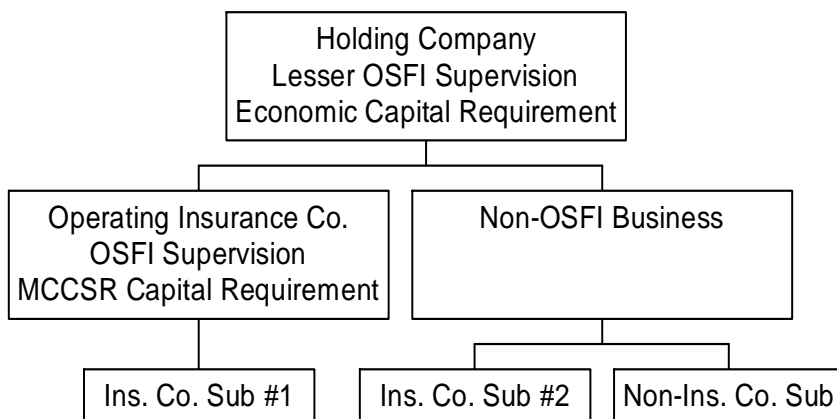 Holding Company
Lesser OSFI Supervision
Economic Capital Requirement
Operating Insurance Co.
OSFI Supervision
MCCSR Capital Requirement
Non-OSFI Business
Ins. Co. Sub #1
Ins. Co. Sub #2
Non-Ins. Co. Sub